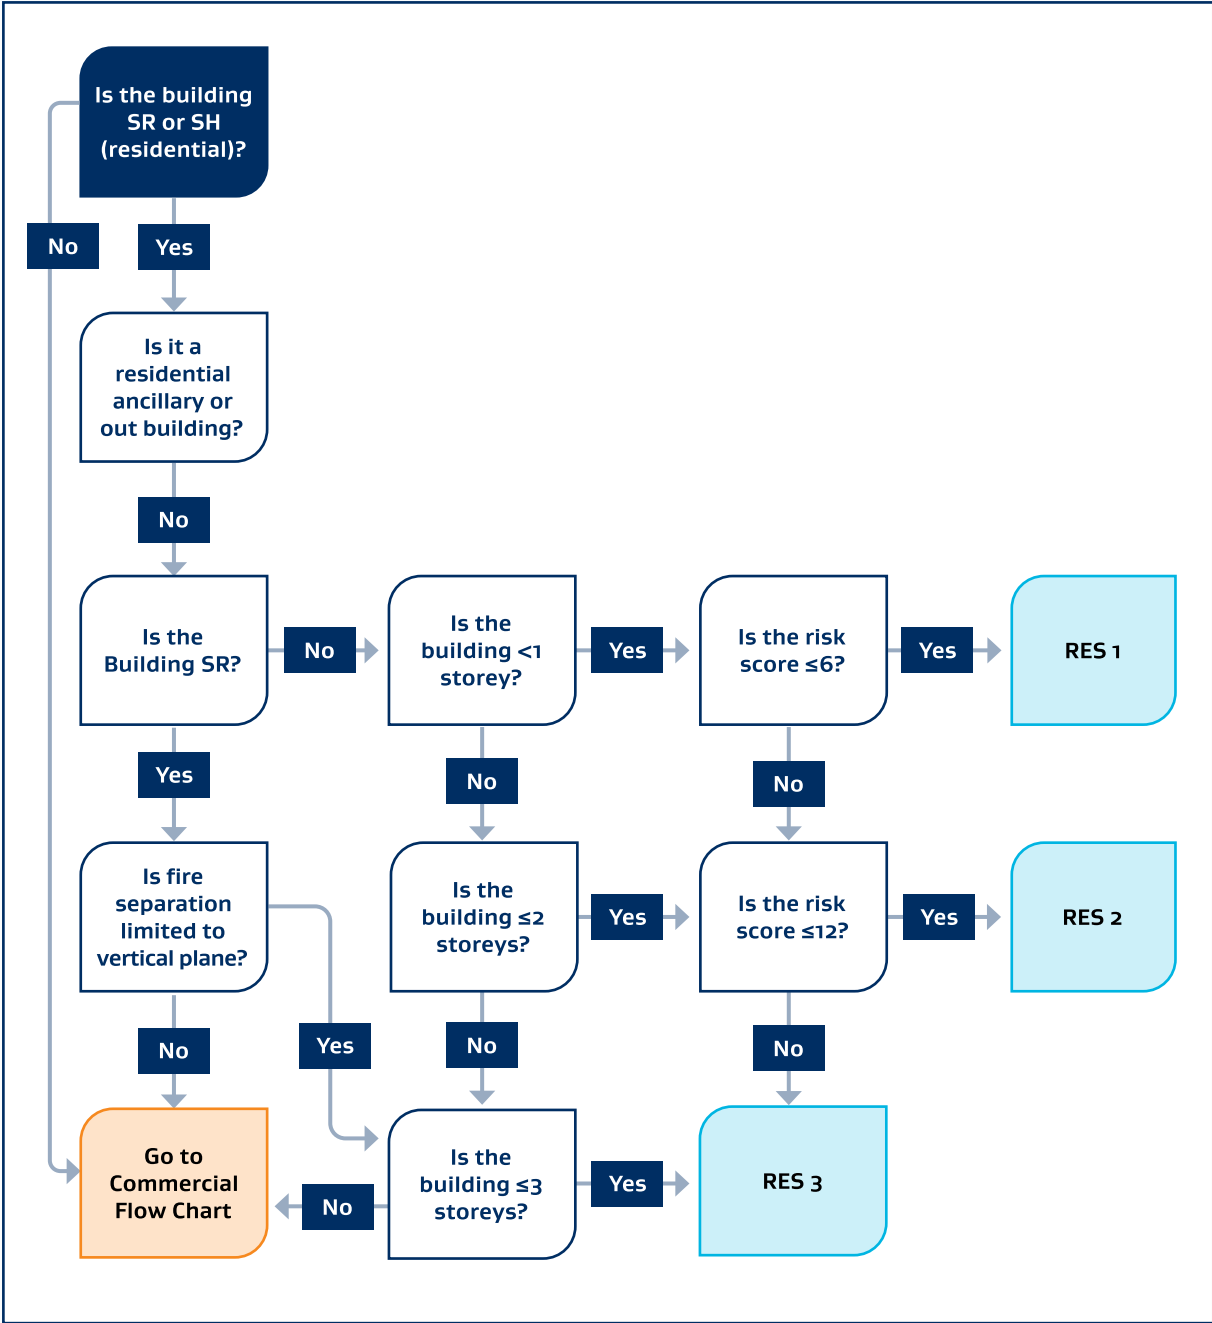 Is the building
SR or SH
(residential)?
No
Yes
Is it a
residential
ancillary or
out building?
No
Is the
Building SR?
No
Is the
building <1
storey?
Yes
Is the risk
score ≤6?
Yes
RES 1
Yes
No
No
Is fire
separation
limited to
vertical plane?
Is the
building ≤2
storeys?
Yes
Is the risk
score ≤12?
Yes
RES 2
No
Yes
No
No
Go to
Commercial
Flow Chart
No
Is the
building ≤3
storeys?
Yes
RES 3